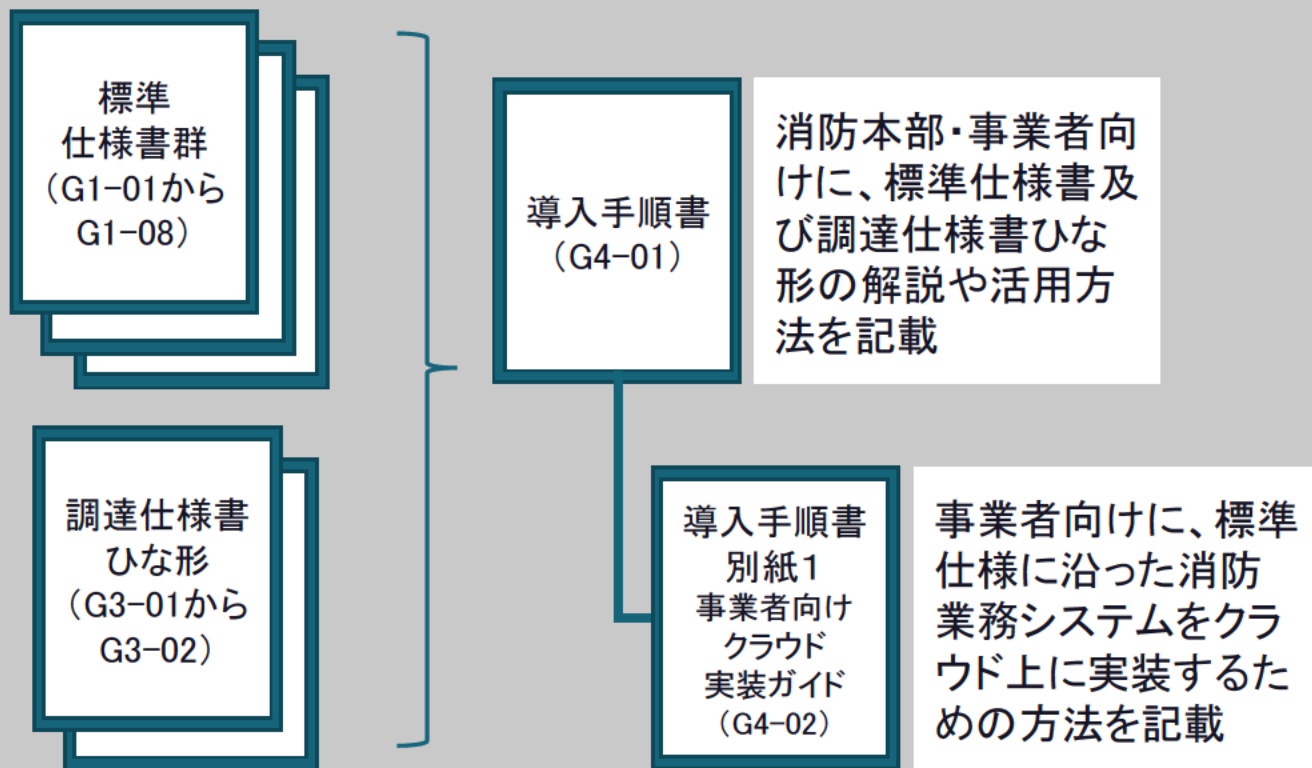 標準
仕様書群
（G1-01から
G1-08）
調達仕様書
ひな形
（G3-01から
G3-02）
導入手順書
（G4-01）
消防本部・事業者向
けに、標準仕様書及
び調達仕様書ひな
形の解説や活用方
法を記載
導入手順書
別紙１
事業者向け
クラウド
実装ガイド
（G4-02）
事業者向けに、標準
仕様に沿った消防
業務システムをクラ
ウド上に実装するた
めの方法を記載